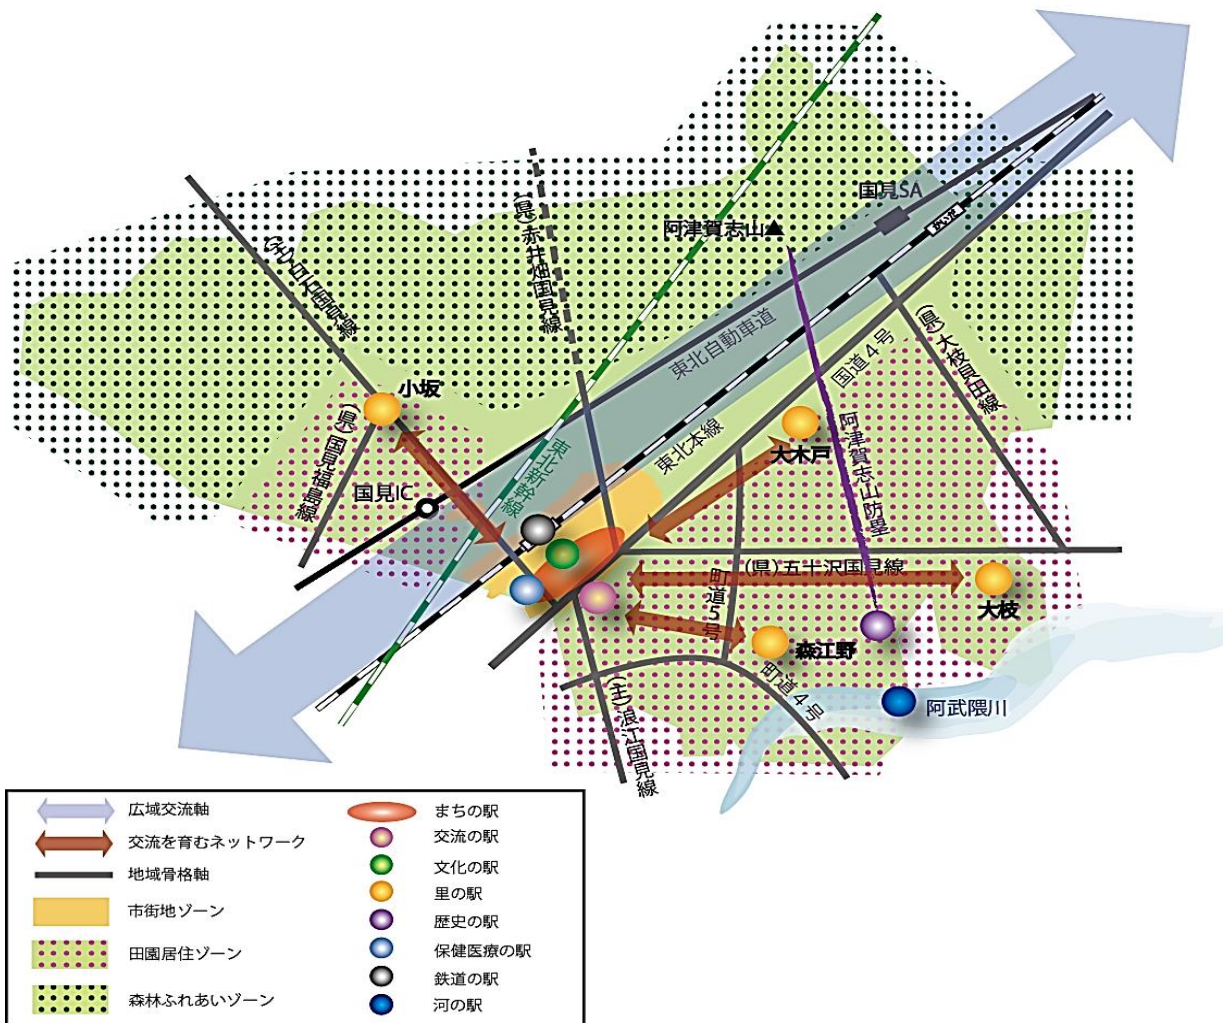 国見SA
阿津賀志山▲
(県)赤井畑国見線
(主)白石国見線
東北自動車道
国道4号
(県)大枝貝田線
小坂
(県)国見福島線
東北本線
大木戸
阿津賀志山防塁
東北新幹線
国見IC
(県)五十沢国見線
町道5号
大枝
森江野
町道4号
阿武隈川
(主)浪江国見線
広域交流軸
交流を育むネットワーク
地域骨格軸
市街地ゾーン
田園居住ゾーン
森林ふれあいゾーン
まちの駅
交流の駅
文化の駅
里の駅
歴史の駅
保健医療の駅
鉄道の駅
河の駅